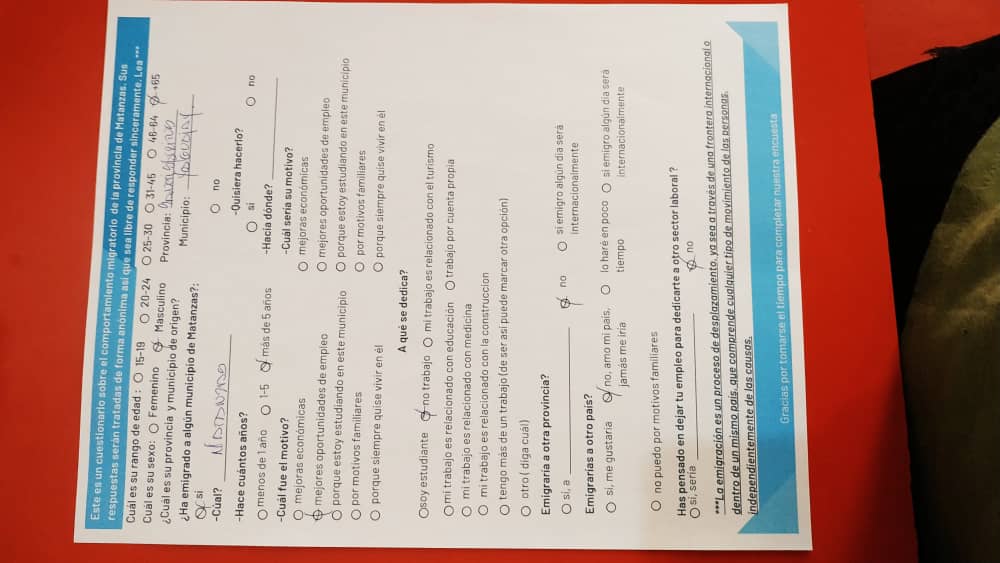 Este es un cuestionario sobre el comportamiento migratorio de la provincia de Matanzas. Sus
respuestas serán tratadas de forma anónima así que sea libre de responder sinceramente. Lea ***
Cuál es su rango de edad : 15-19 20-24 25-30 31-45 46-64 +65
Cuál es su sexo: Femenino Masculino
¿Cuál es su provincia y municipio de origen? Provincia:
Municipio:
¿Ha emigrado a algún municipio de Matanzas?:
si no
-Cúal? Matanzas
-Hace cuántos años?
menos de 1 año 1-5 más de 5 años
-Cuál fue el motivo?
mejoras económicas
mejores oportunidades de empleo
porque estoy estudiando en este municipio
por motivos familiares
porque siempre quise vivir en él
-Quisiera hacerlo?
si no
-Hacia dónde?
-Cuál sería su motivo?
mejoras económicas
mejores oportunidades de empleo
porque estoy estudiando en este municipio
por motivos familiares
porque siempre quise vivir en él
A qué se dedica?
soy estudiante no trabajo mi trabajo es relacionado con el turismo
mi trabajo es relacionado con educación trabajo por cuenta propia
mi trabajo es relacionado con medicina
mi trabajo es relacionado con la construccion
tengo más de un trabajo (de ser así puede marcar otra opción)
otro ( diga cuál)
Emigraría a otra provincia?
si, a no si emigro algún día será
internacionalmente
Emigrarías a otro país?
si, me gustaría no, amo mi país, lo haré en poco si emigro algún día será
jamás me iría tiempo internacionalmente
no puedo por motivos familiares
Has pensado en dejar tu empleo para dedicarte a otro sector laboral ?
si, sería no
***La emigración es un proceso de desplazamiento, ya sea a través de una frontera internacional o
dentro de un mismo país, que comprende cualquier tipo de movimiento de las personas,
independientemente de las causas.
Gracias por tomarse el tiempo para completar nuestra encuesta